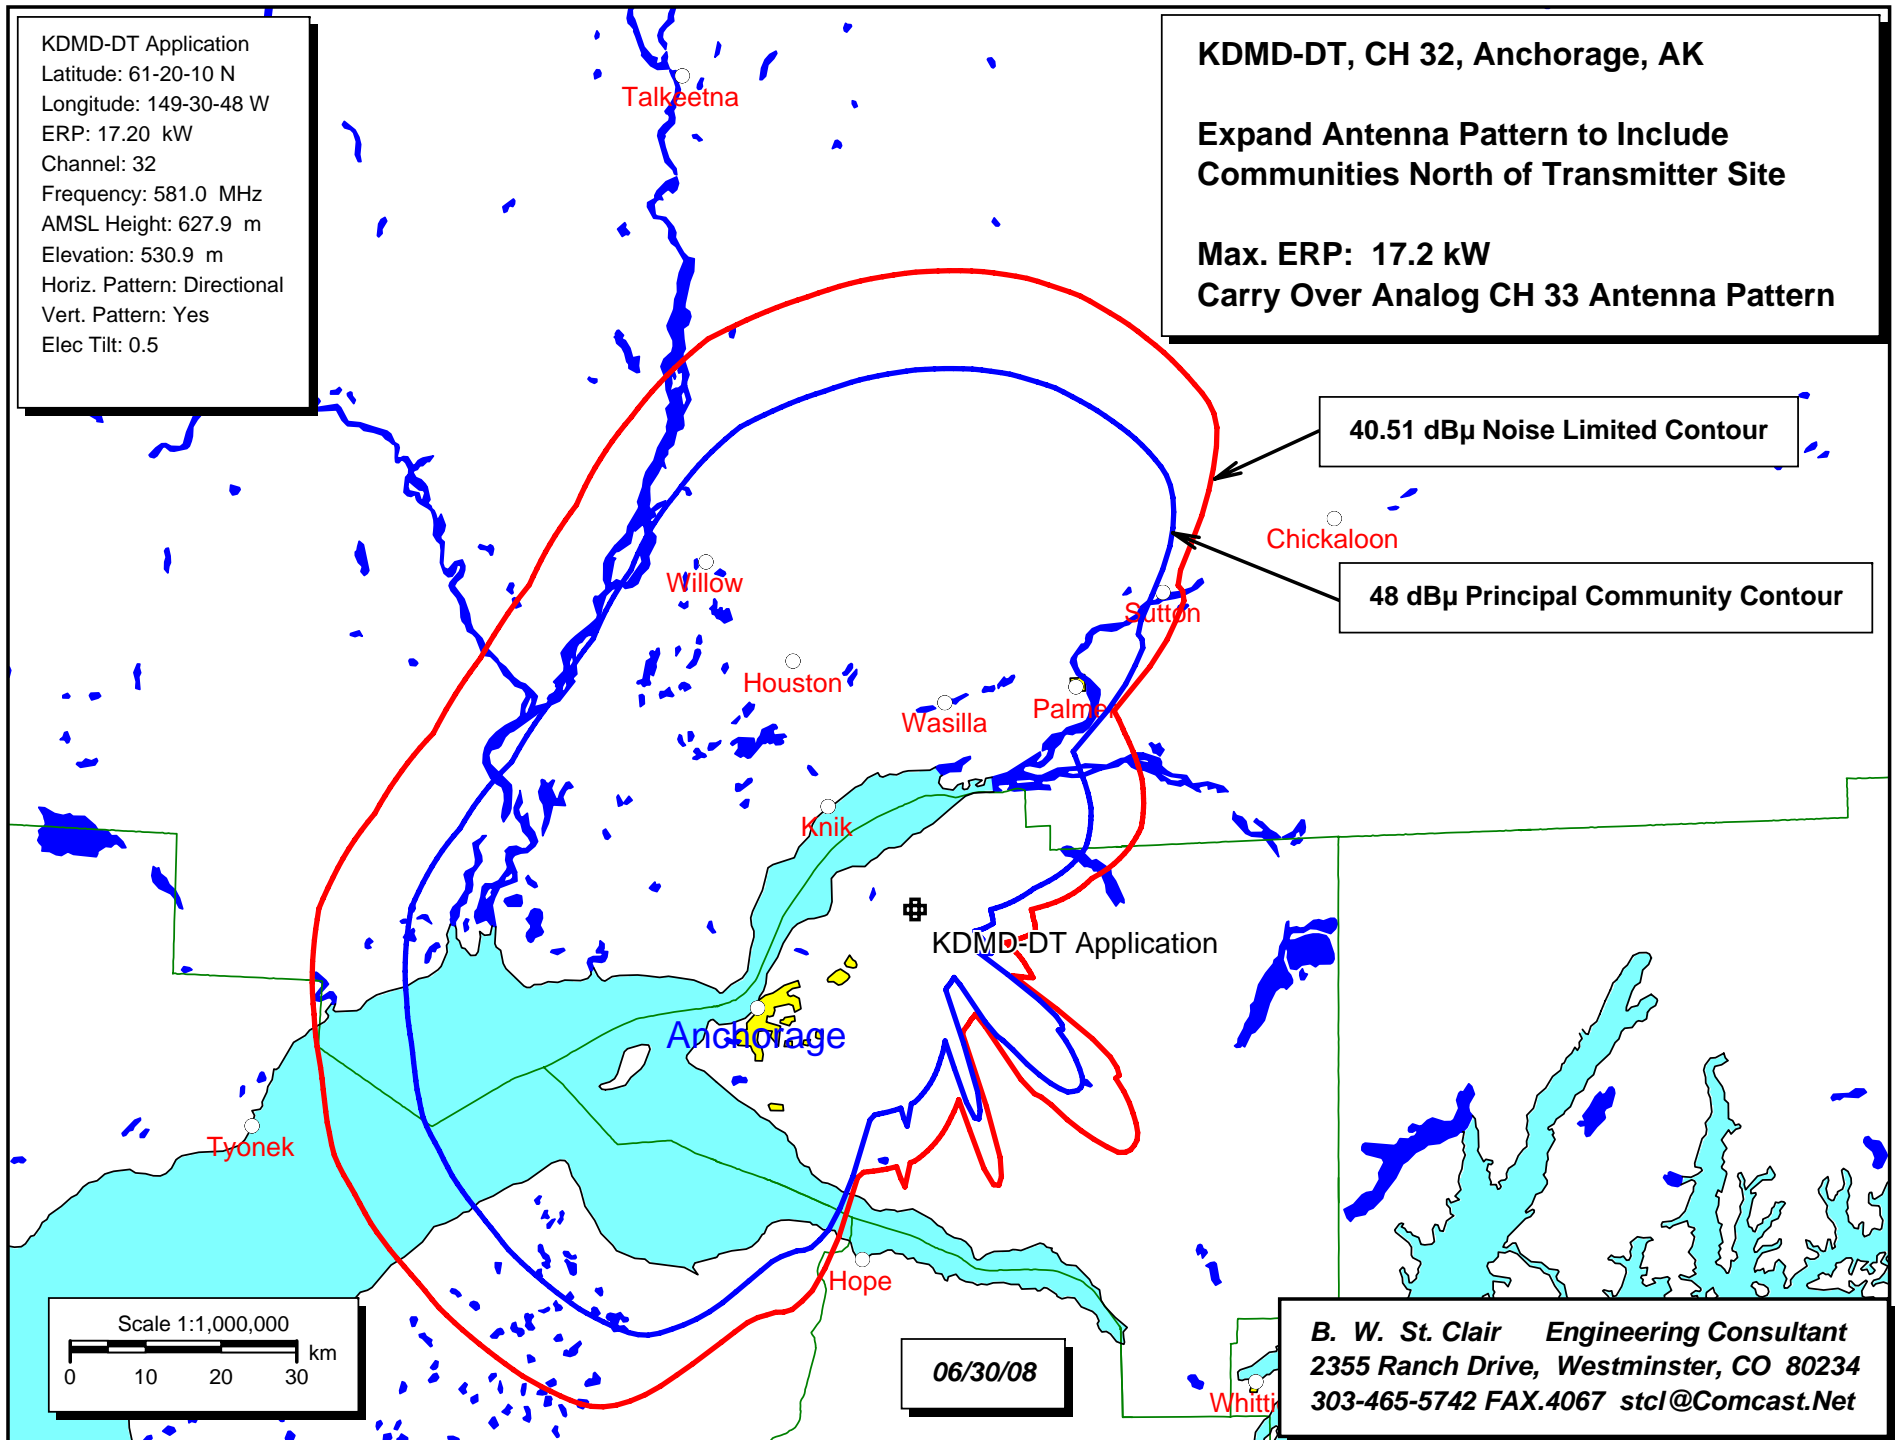 KDMD-DT Application
Latitude: 61-20-10 N
Longitude: 149-30-48 W
ERP: 17.20 kW
Channel: 32
Frequency: 581.0 MHz
AMSL Height: 627.9 m
Elevation: 530.9 m
Horiz. Pattern: Directional
Vert. Pattern: Yes
Elec Tilt: 0.5
KDMD-DT, CH 32, Anchorage, AK
Expand Antenna Pattern to Include
Communities North of Transmitter Site
Max. ERP: 17.2 kW
Carry Over Analog CH 33 Antenna Pattern
Talkeetna
40.51 dBµ Noise Limited Contour
Chickaloon
Willow
48 dBµ Principal Community Contour
Sutton
Houston
Wasilla
Palmer
Knik
KDMD-DT Application
Anchorage
Tyonek
Hope
Scale 1:1,000,000
km
0 10 20 30
06/30/08
Whitti
B. W. St. Clair Engineering Consultant
2355 Ranch Drive, Westminster, CO 80234
303-465-5742 FAX.4067 stcl@Comcast.Net